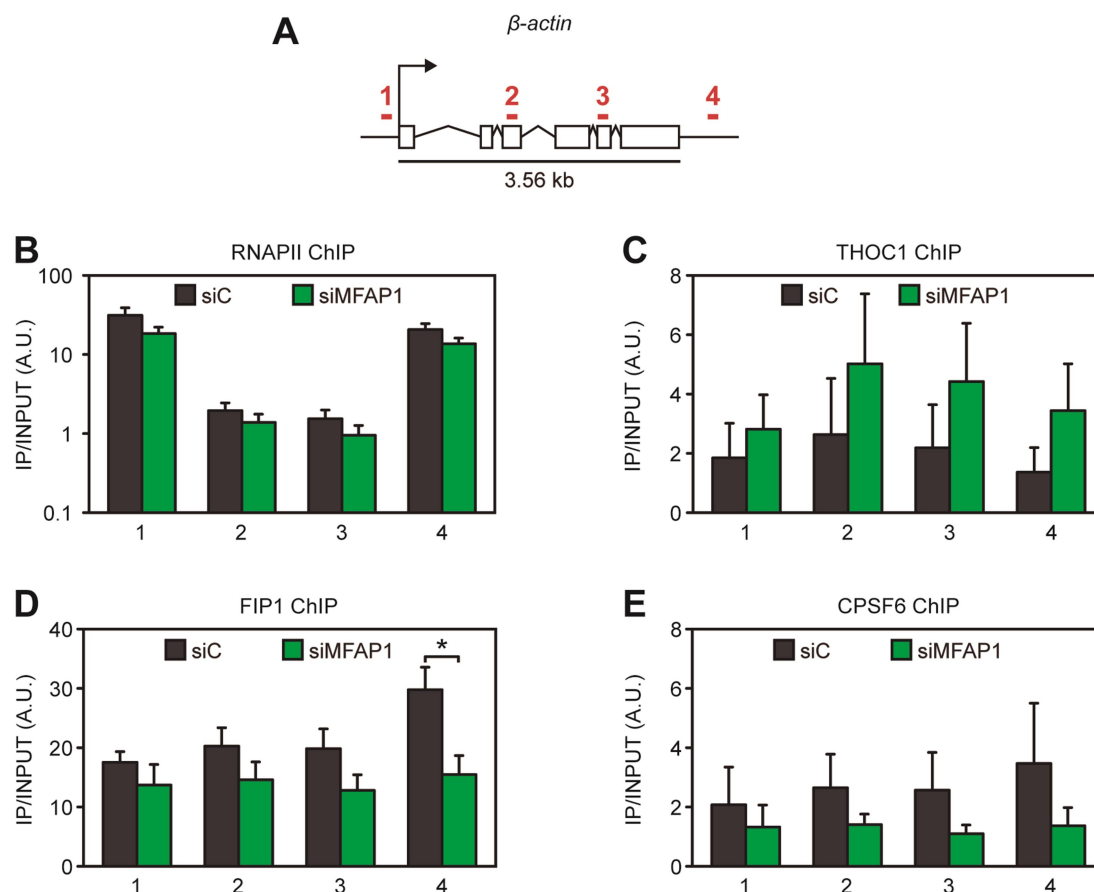 A
β-actin
1
2
3
4
3.56 kb
B
RNAPII ChIP
IP/INPUT (A.U.)
100
10
1
0.1
siC
siMFAP1
1
2
3
4
C
THOC1 ChIP
IP/INPUT (A.U.)
8
6
4
2
0
siC
siMFAP1
1
2
3
4
D
FIP1 ChIP
IP/INPUT (A.U.)
40
30
20
10
0
siC
siMFAP1
*
1
2
3
4
E
CPSF6 ChIP
IP/INPUT (A.U.)
8
6
4
2
0
siC
siMFAP1
1
2
3
4